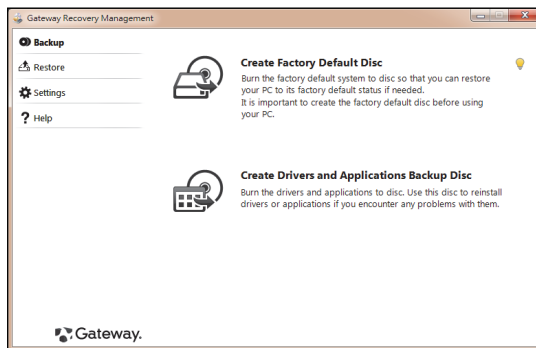 Gateway Recovery Management
Backup
Restore
Settings
Help
Create Factory Default Disc
Burn the factory default system to disc so that you can restore
your PC to its factory default status if needed.
It is important to create the factory default disc before using
your PC.
Create Drivers and Applications Backup Disc
Burn the drivers and applications to disc. Use this disc to reinstall
drivers or applications if you encounter any problems with them.
Gateway.